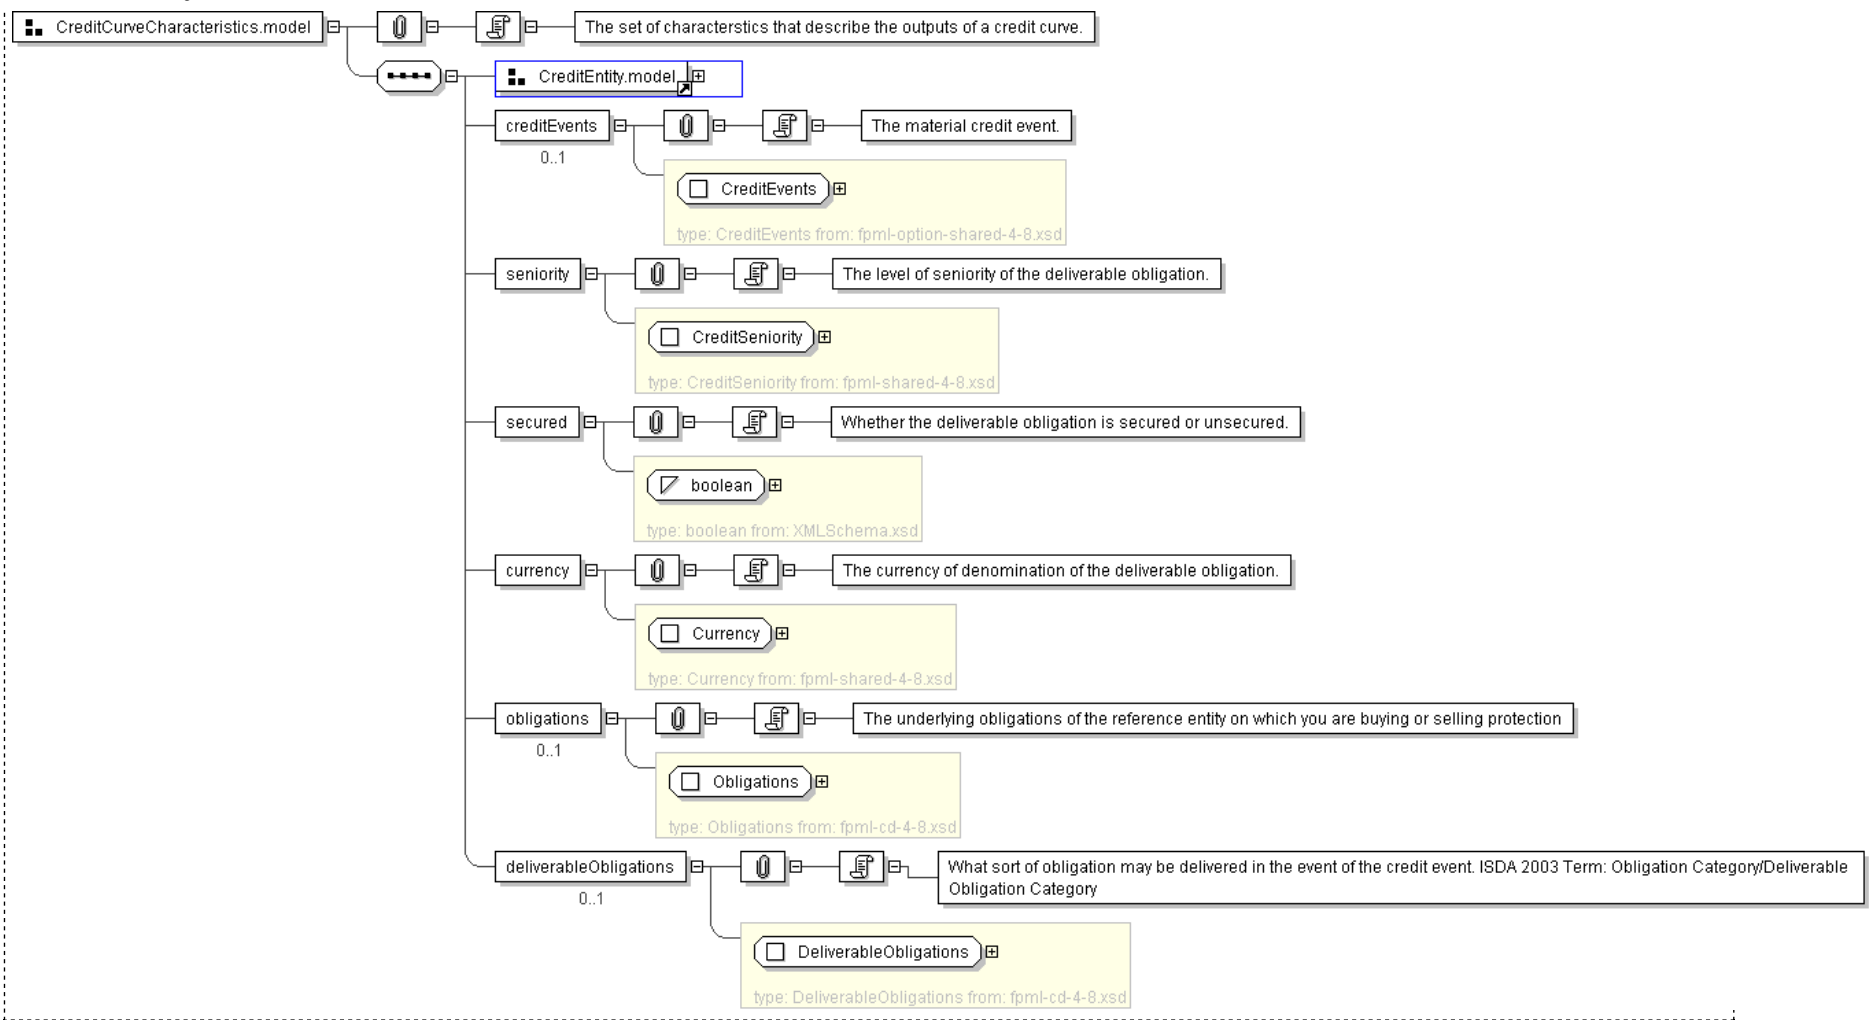 CreditCurveCharacteristics.model
The set of characterstics that describe the outputs of a credit curve.
CreditEntity.model
creditEvents
The material credit event.
0..1
CreditEvents
type: CreditEvents from: fpml-option-shared-4-8.xsd
seniority
The level of seniority of the deliverable obligation.
CreditSeniority
type: CreditSeniority from: fpml-shared-4-8.xsd
secured
Whether the deliverable obligation is secured or unsecured.
boolean
type: boolean from: XMLSchema.xsd
currency
The currency of denomination of the deliverable obligation.
Currency
type: Currency from: fpml-shared-4-8.xsd
obligations
The underlying obligations of the reference entity on which you are buying or selling protection
0..1
Obligations
type: Obligations from: fpml-cd-4-8.xsd
deliverableObligations
What sort of obligation may be delivered in the event of the credit event. ISDA 2003 Term: Obligation Category/Deliverable
Obligation Category
0..1
DeliverableObligations
type: DeliverableObligations from: fpml-cd-4-8.xsd